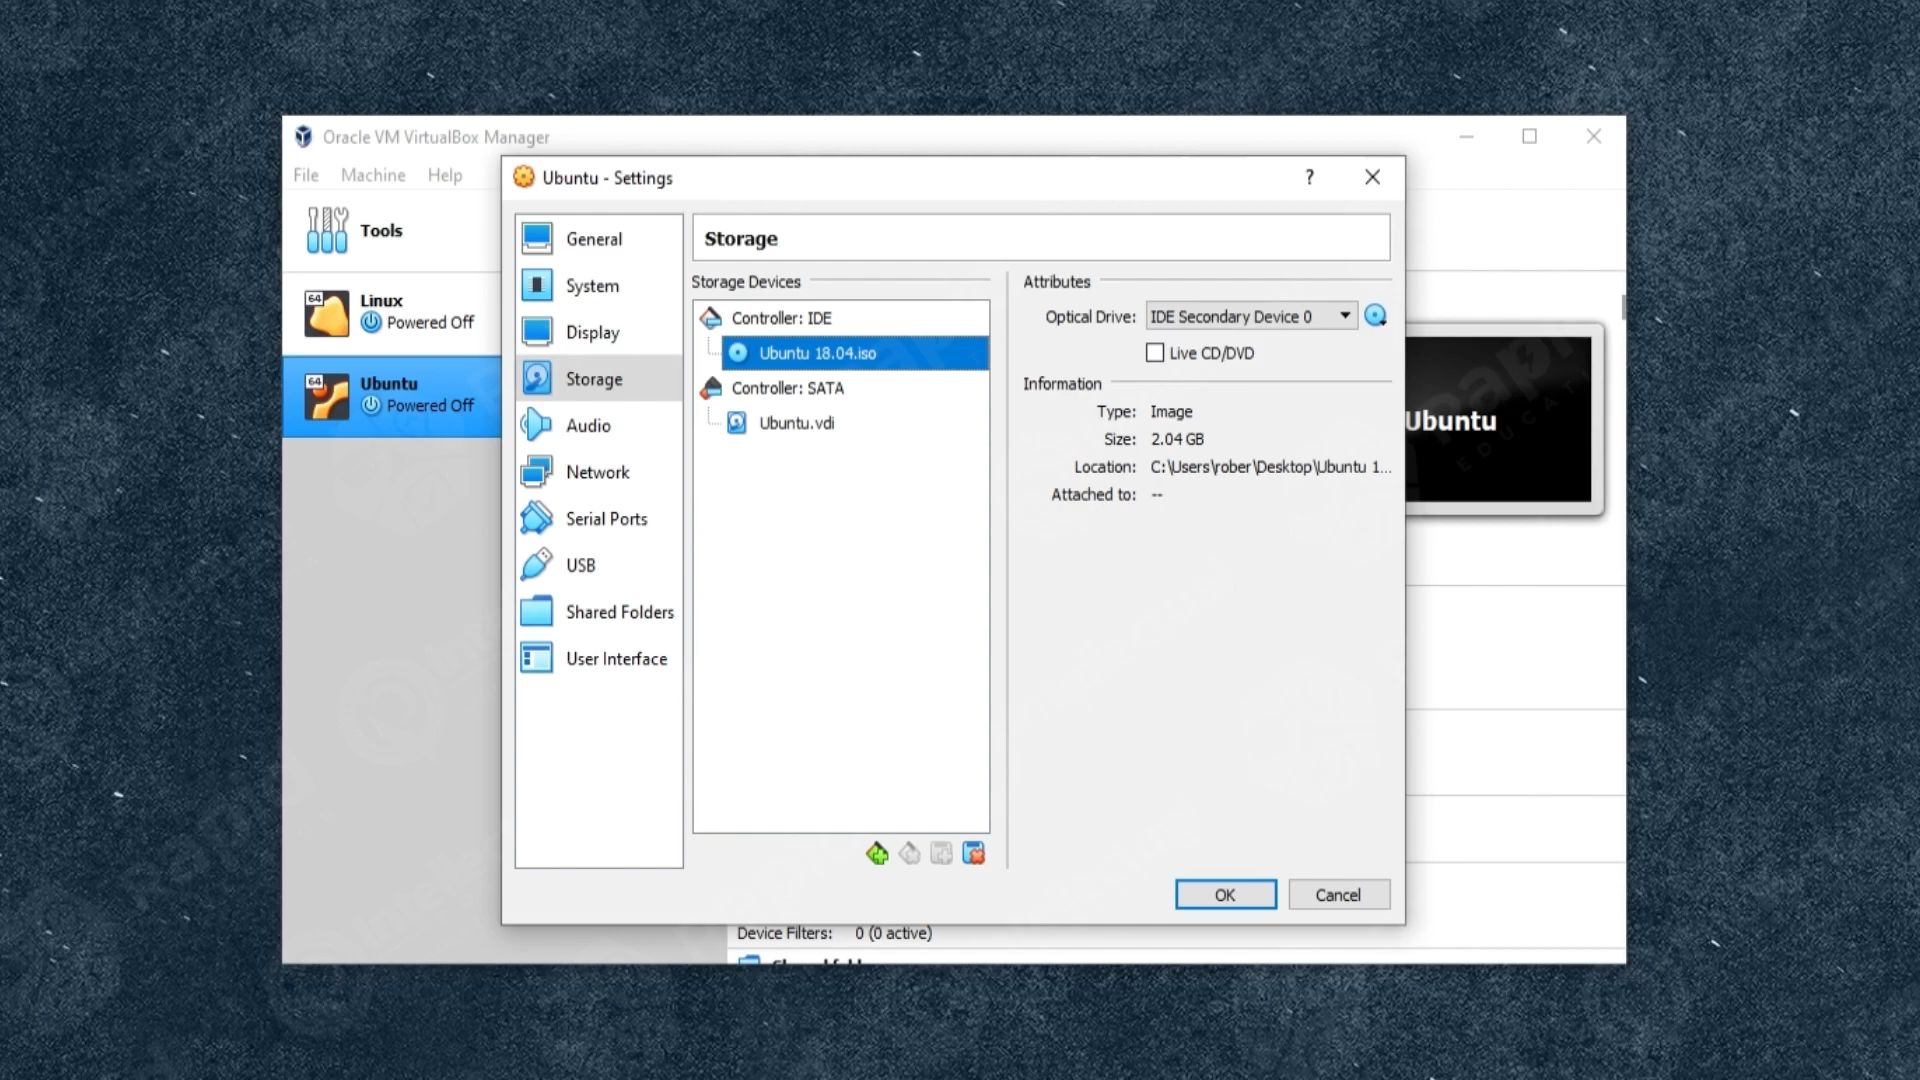 Oracle VM VirtualBox Manager
File Machine Help
Tools
64
Linux
Powered Off
64
Ubuntu
Powered Off
Ubuntu - Settings
?
General
System
Display
Storage
Audio
Network
Serial Ports
USB
Shared Folders
User Interface
Storage
Storage Devices
Controller: IDE
Ubuntu 18.04.iso
Controller: SATA
Ubuntu.vdi
Attributes
Optical Drive: IDE Secondary Device 0
Live CD/DVD
Information
Type: Image
Size: 2.04 GB
Location: C:\Users\rober\Desktop\Ubuntu 1...
Attached to: --
OK
Cancel
Ubuntu
Device Filters: 0 (0 active)